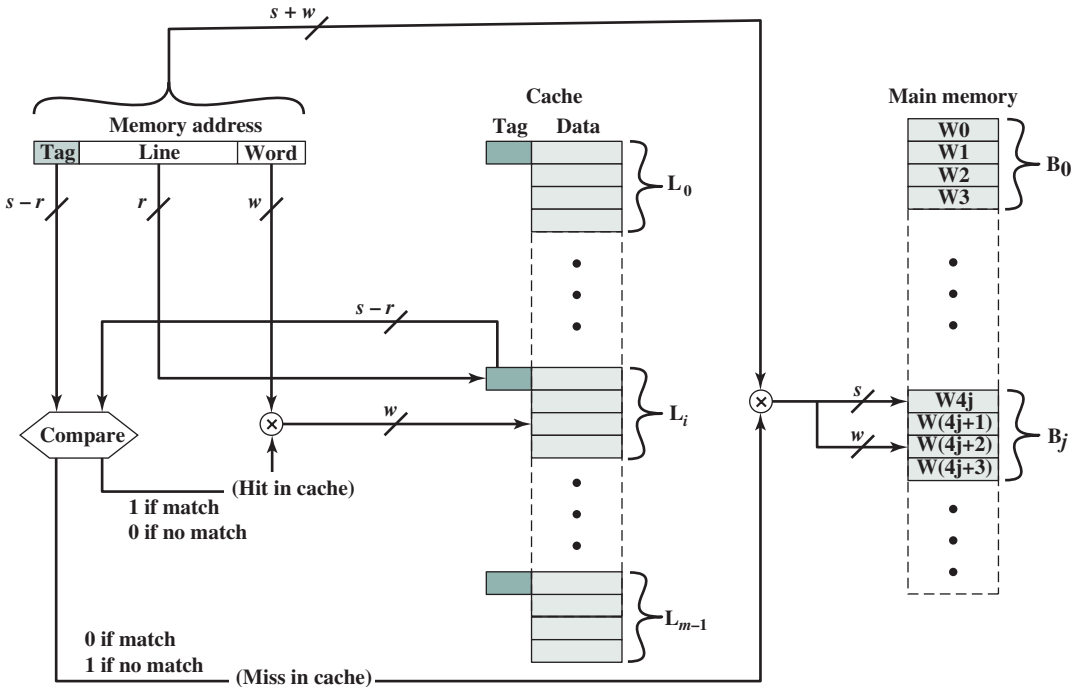 s + w
Cache
Main memory
Memory address
Tag Data
Tag Line Word
W0
W1
W2
W3
B0
L0
s – r
r
w
s – r
W4j
W(4j+1)
W(4j+2)
W(4j+3)
Bj
s
w
Li
w
Compare
(Hit in cache)
1 if match
0 if no match
Lm–1
0 if match
1 if no match
(Miss in cache)